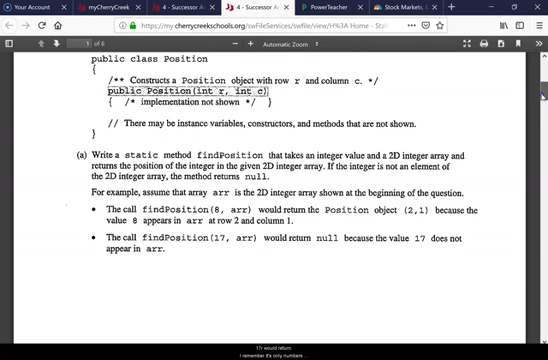 Your Account
myCherryCreek
4 - Successor Ar
4 - Successor Ar
PowerTeacher
Stock Markets, B
https://my.cherrycreekschools.org/swFileServices/swfile/view/H%3A Home - Sta
1 of 6
Automatic Zoom
public class Position
{
/** Constructs a Position object with row r and column c. */
public Position(int r, int c)
{ /* implementation not shown */ }
// There may be instance variables, constructors, and methods that are not shown.
}
(a) Write a static method findPosition that takes an integer value and a 2D integer array and
returns the position of the integer in the given 2D integer array. If the integer is not an element of
the 2D integer array, the method returns null.
For example, assume that array arr is the 2D integer array shown at the beginning of the question.
• The call findPosition(8, arr) would return the Position object (2,1) because the
value 8 appears in arr at row 2 and column 1.
• The call findPosition(17, arr) would return null because the value 17 does not
appear in arr.
17r would return
I remember it's only numbers